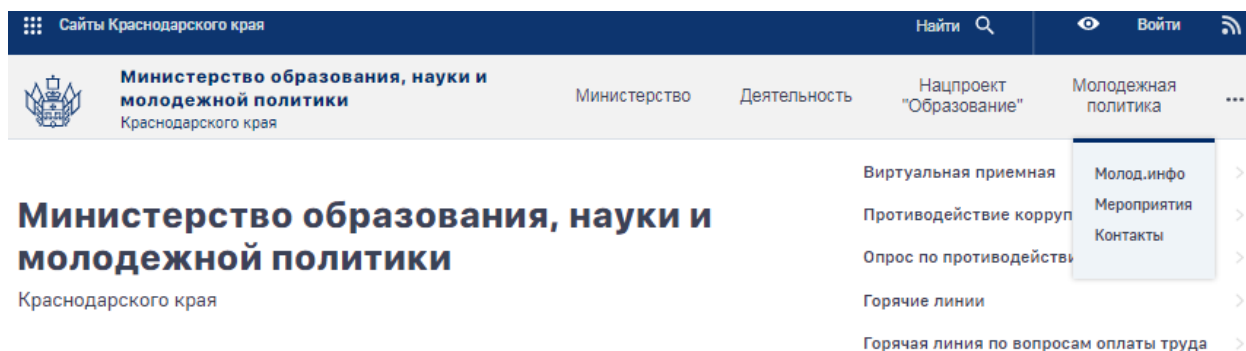 Сайты Краснодарского края
Найти
Войти
Министерство образования, науки и
молодежной политики
Краснодарского края
Министерство
Деятельность
Нацпроект
"Образование"
Молодежная
политика
...
Министерство образования, науки и
молодежной политики
Краснодарского края
Виртуальная приемная
Противодействие
Опрос по
Горячие линии
Горячая линия по вопросам оплаты труда
Молод.инфо
Мероприятия
Контакты